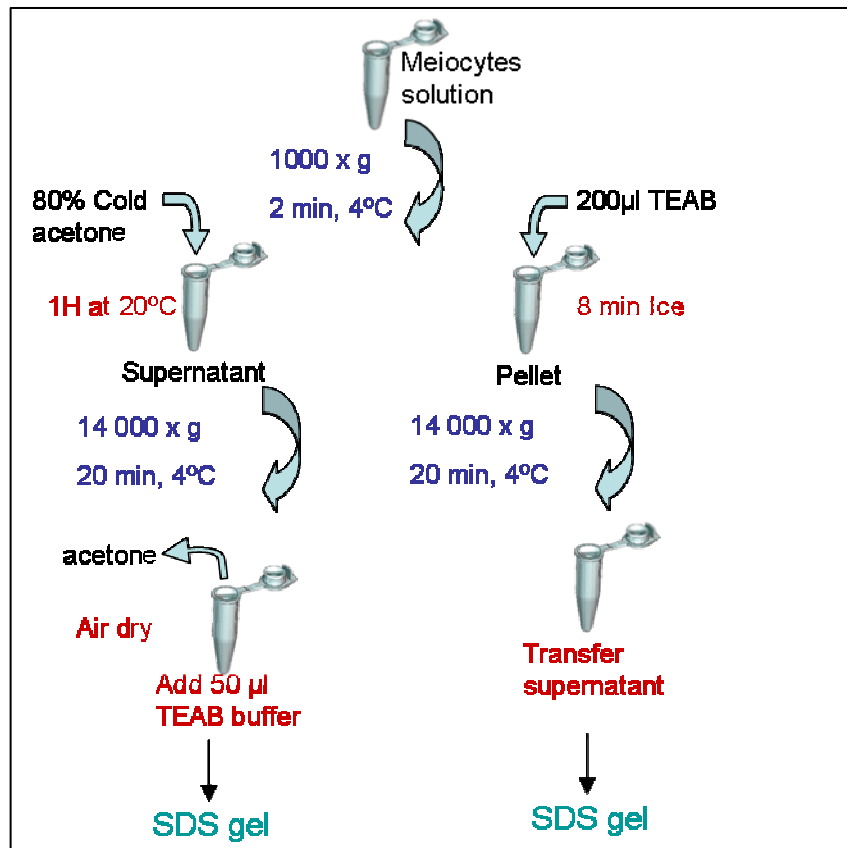 Meiocytes
solution
1000 x g
2 min, 4ºC
80% Cold
acetone
200µl TEAB
1H at 20ºC
8 min Ice
Supernatant
Pellet
14 000 x g
20 min, 4ºC
14 000 x g
20 min, 4ºC
acetone
Air dry
Add 50 µl
TEAB buffer
Transfer
supernatant
SDS gel
SDS gel